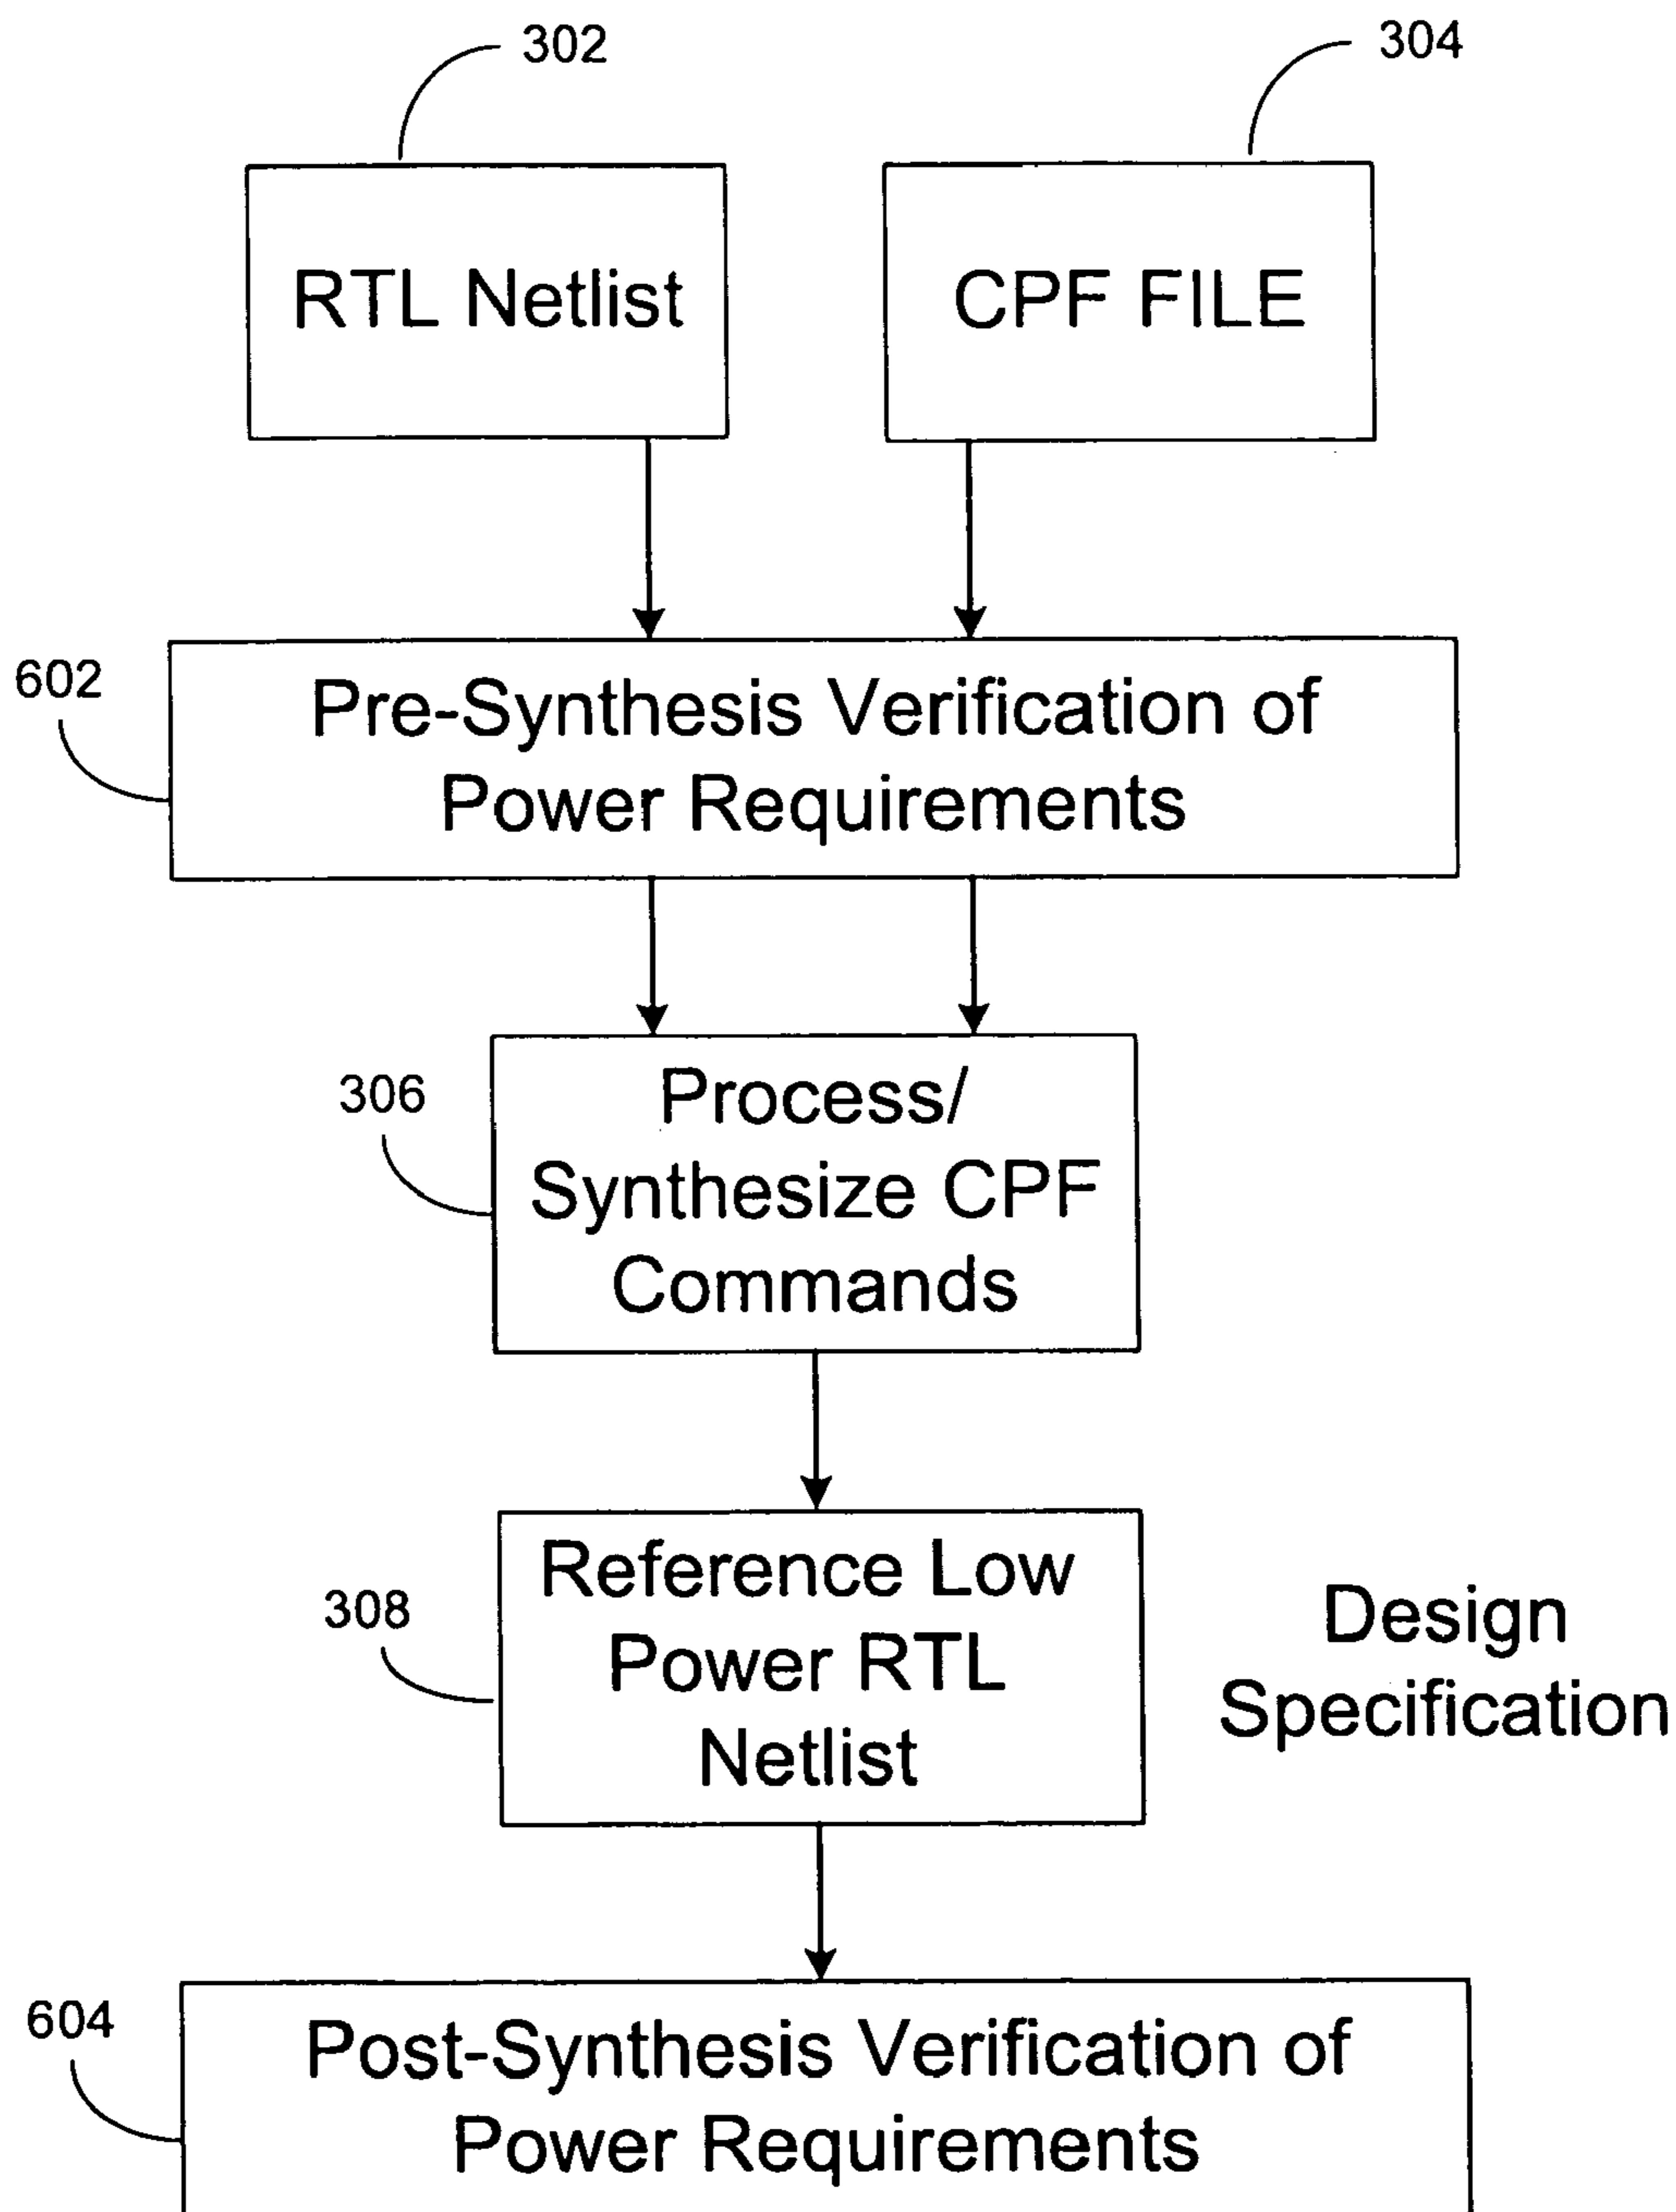 302
304
RTL Netlist
CPF FILE
602
Pre-Synthesis Verification of
Power Requirements
306
Process/
Synthesize CPF
Commands
308
Reference Low
Power RTL
Netlist
Design
Specification
604
Post-Synthesis Verification of
Power Requirements